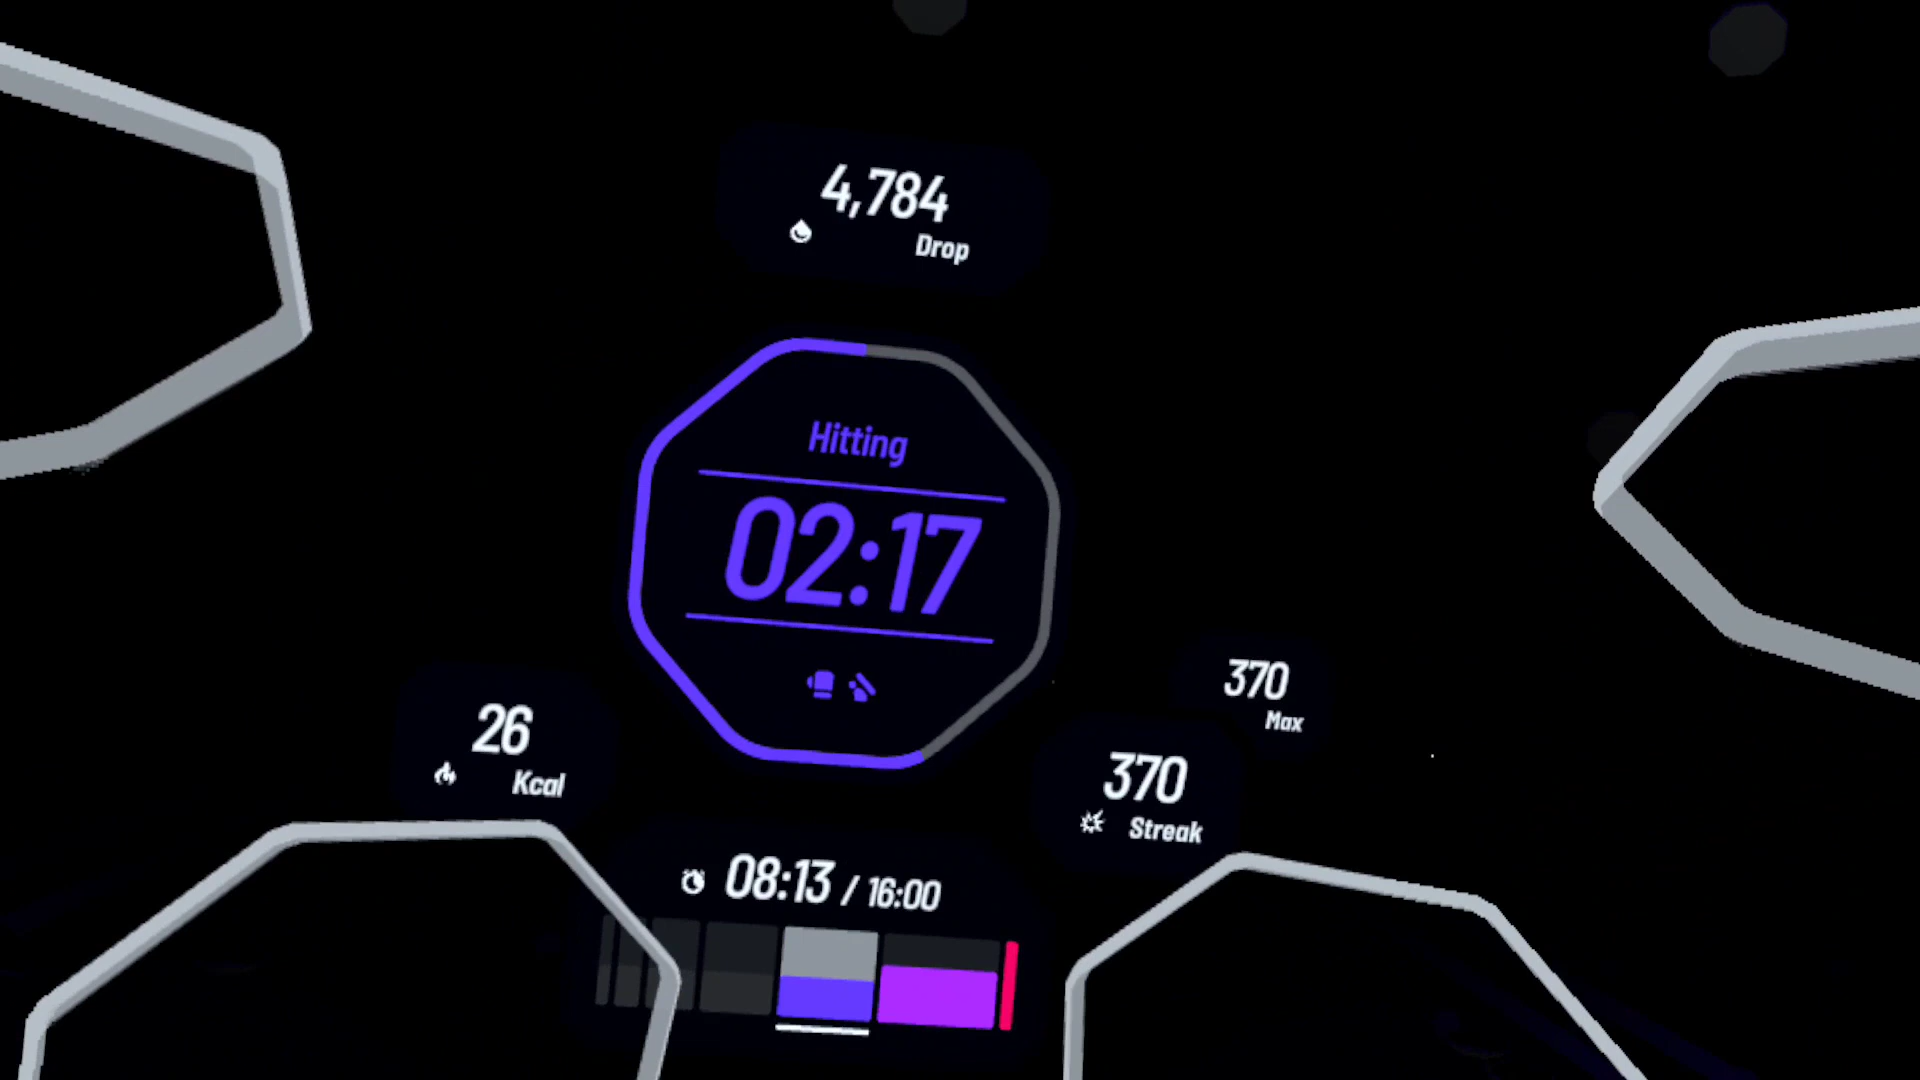 4,784
Drop
Hitting
02:17
26
Kcal
370
Max
370
Streak
08:13 / 16:00